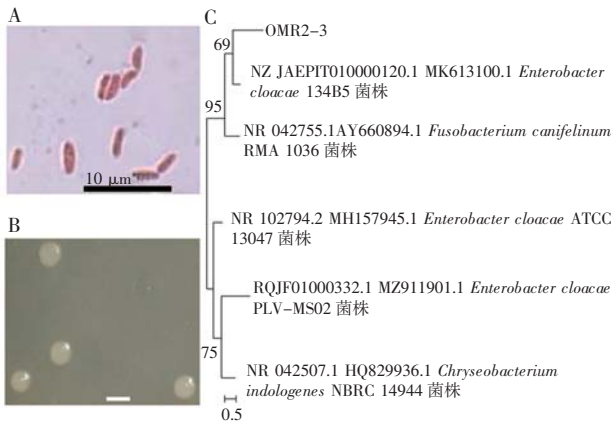 A
10 μm
B
C
OMR2-3
69
NZ JAEPIT010000120.1 MK613100.1 Enterobacter
cloacae 134B5 菌株
95
NR 042755.1AY660894.1 Fusobacterium canifelinum
RMA 1036 菌株
NR 102794.2 MH157945.1 Enterobacter cloacae ATCC
13047 菌株
RQJF01000332.1 MZ911901.1 Enterobacter cloacae
PLV-MS02 菌株
75
NR 042507.1 HQ829936.1 Chryseobacterium
indologenes NBRC 14944 菌株
0.5